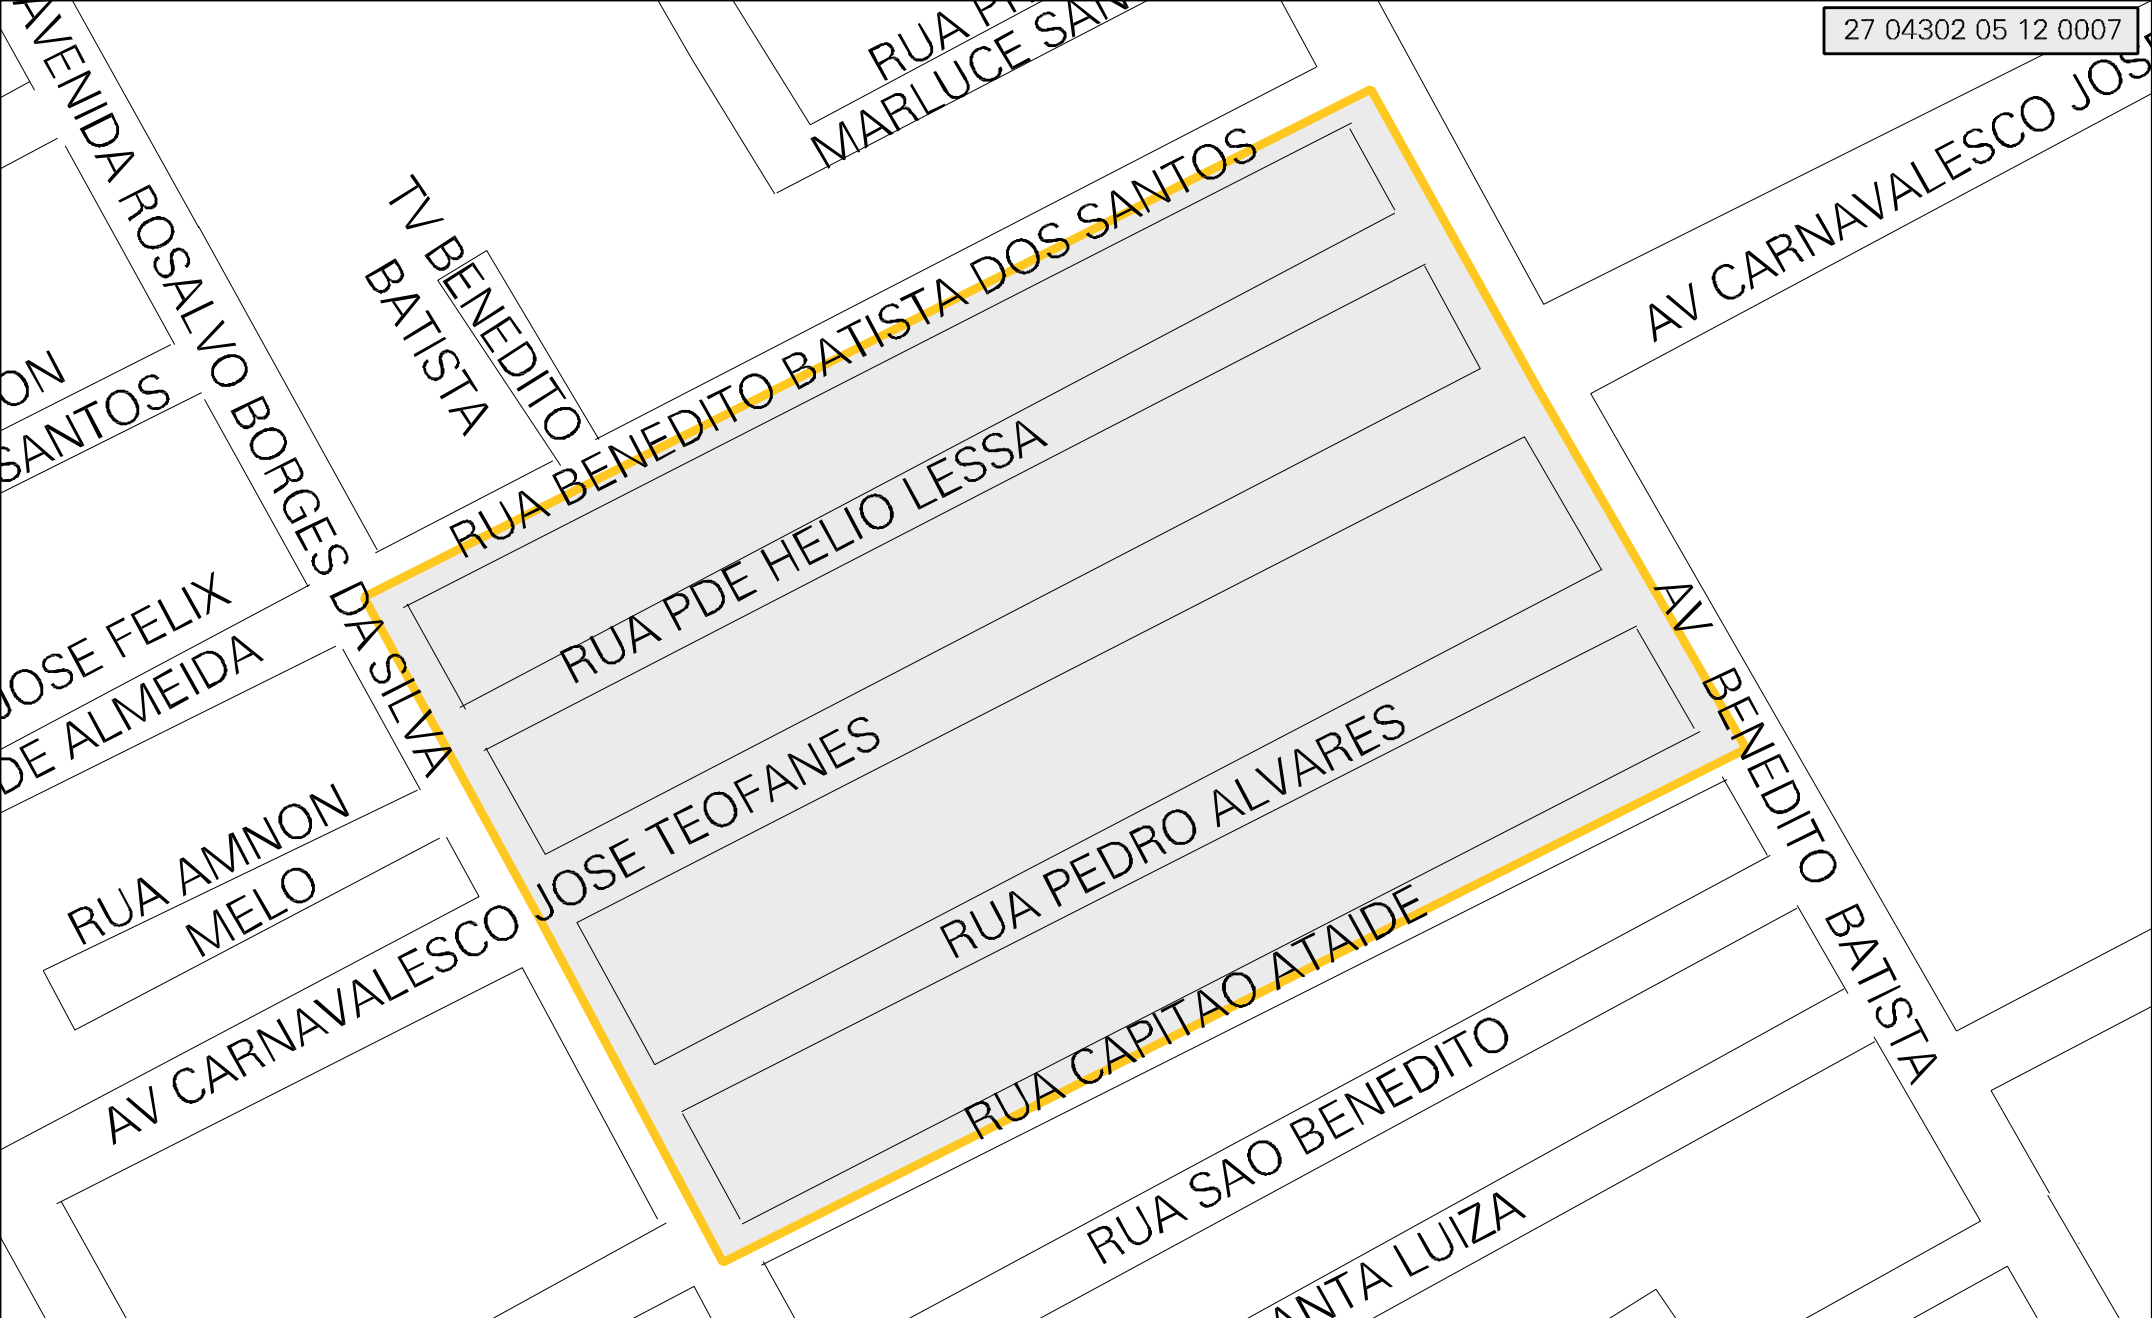 27 04302 05 12 0007
RUA
MARLUCE
AVENIDA ROSALVO BORGES DA SILVA
TV BENEDITO
BATISTA
RUA BENEDITO BATISTA DOS SANTOS
AV CARNAVALESCO
SANTOS
RUA PDE HELIO LESSA
JOSE FELIX
DE ALMEIDA
AV BENEDITO BATISTA
RUA AMNON
MELO
AV CARNAVALESCO JOSE TEOFANES
RUA PEDRO ALVARES
RUA CAPITAO ATAIDE
RUA SAO BENEDITO
LUIZA